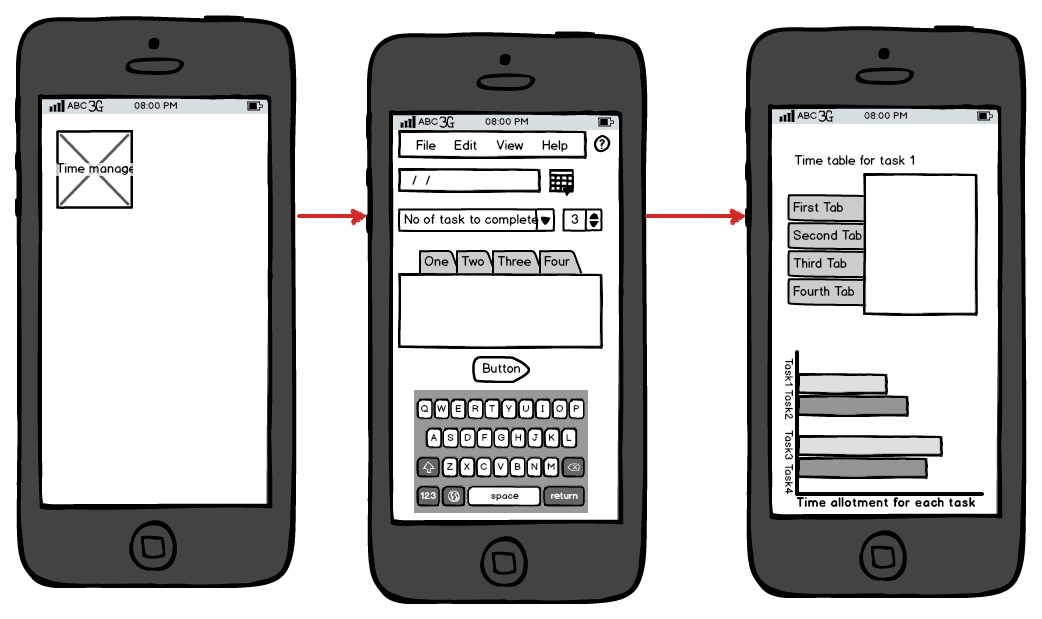 ABC 3G 08:00 PM
Time manage
ABC 3G 08:00 PM
File Edit View Help ?
/ /
No of task to complete 3
One Two Three Four
Button
Q W E R T Y U I O P
A S D F G H J K L
Z X C V B N M
123 space return
ABC 3G 08:00 PM
Time table for task 1
First Tab
Second Tab
Third Tab
Fourth Tab
Task1
Task2
Task3
Task4
Time allotment for each task